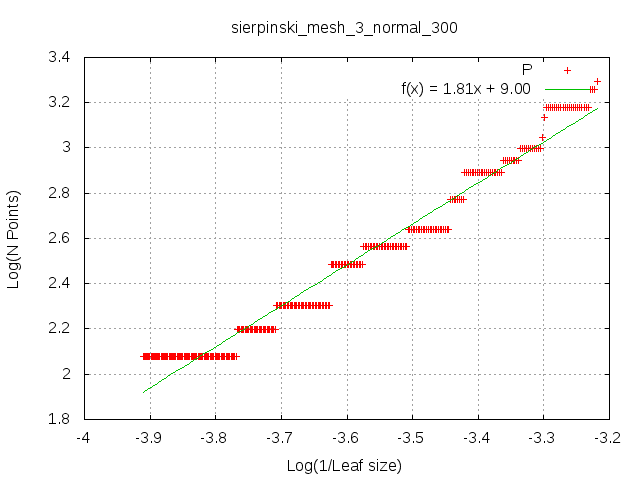 sierpinski_mesh_3_normal_300
P
f(x) = 1.81x + 9.00
Log(N Points)
3.4
3.2
3
2.8
2.6
2.4
2.2
2
1.8
-4 -3.9 -3.8 -3.7 -3.6 -3.5 -3.4 -3.3 -3.2
Log(1/Leaf size)